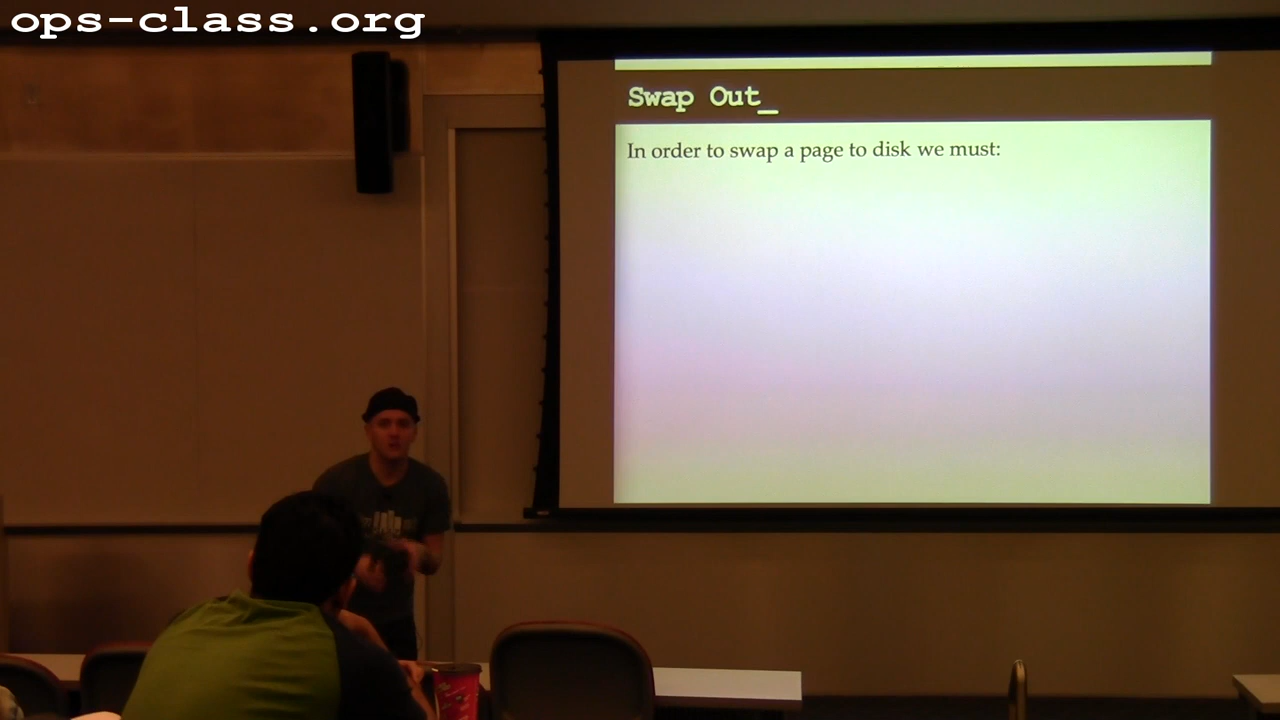 ops-class.org
Swap Out_
In order to swap a page to disk we must: